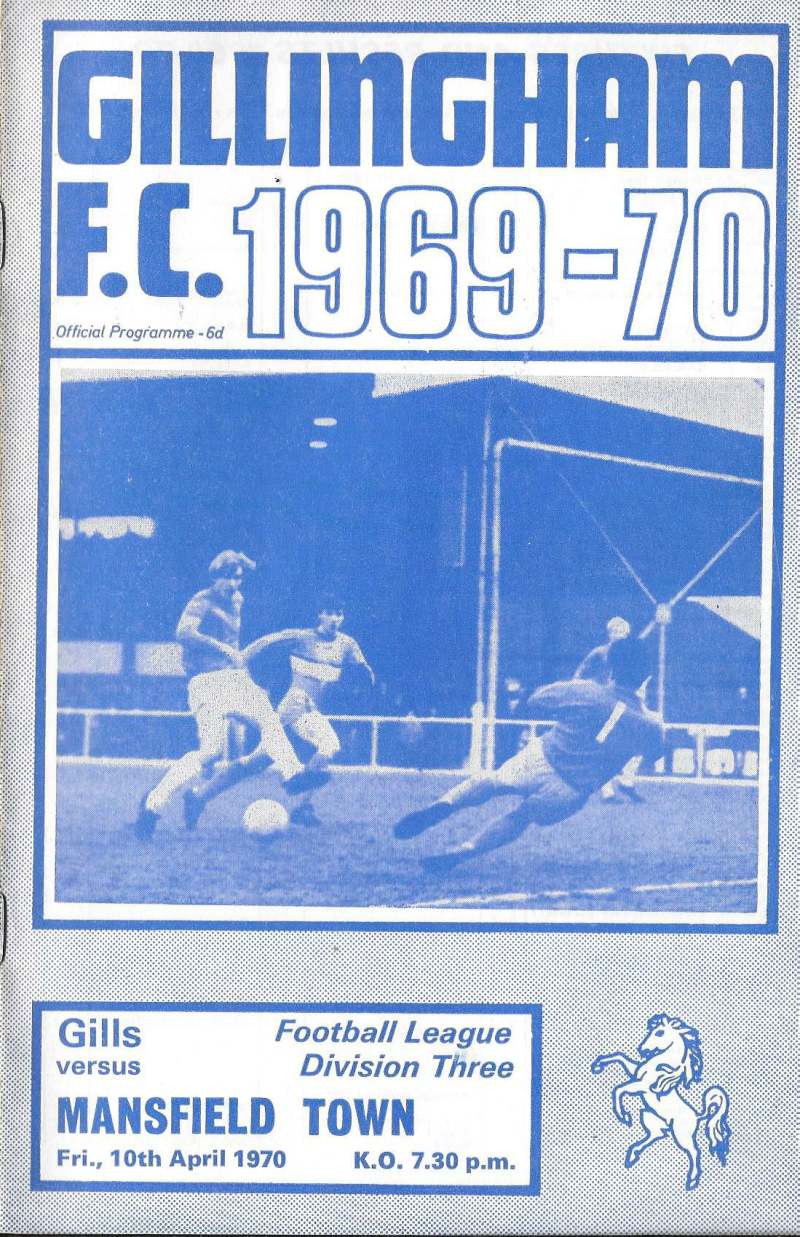 GILLINGHAM
F.C. 1969-70
Official Programme - 6d
Gills
versus
Football League
Division Three
MANSFIELD TOWN
Fri., 10th April 1970 K.O. 7.30 p.m.